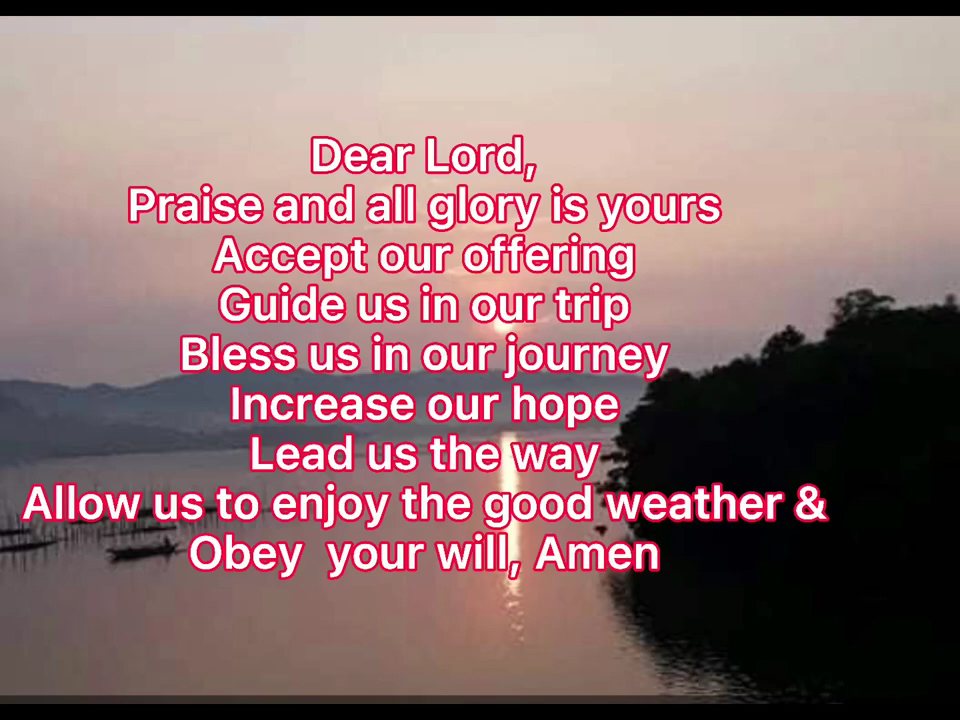 Dear Lord,
Praise and all glory is yours
Accept our offering
Guide us in our trip
Bless us in our journey
Increase our hope
Lead us the way
Allow us to enjoy the good weather &
Obey  your will, Amen